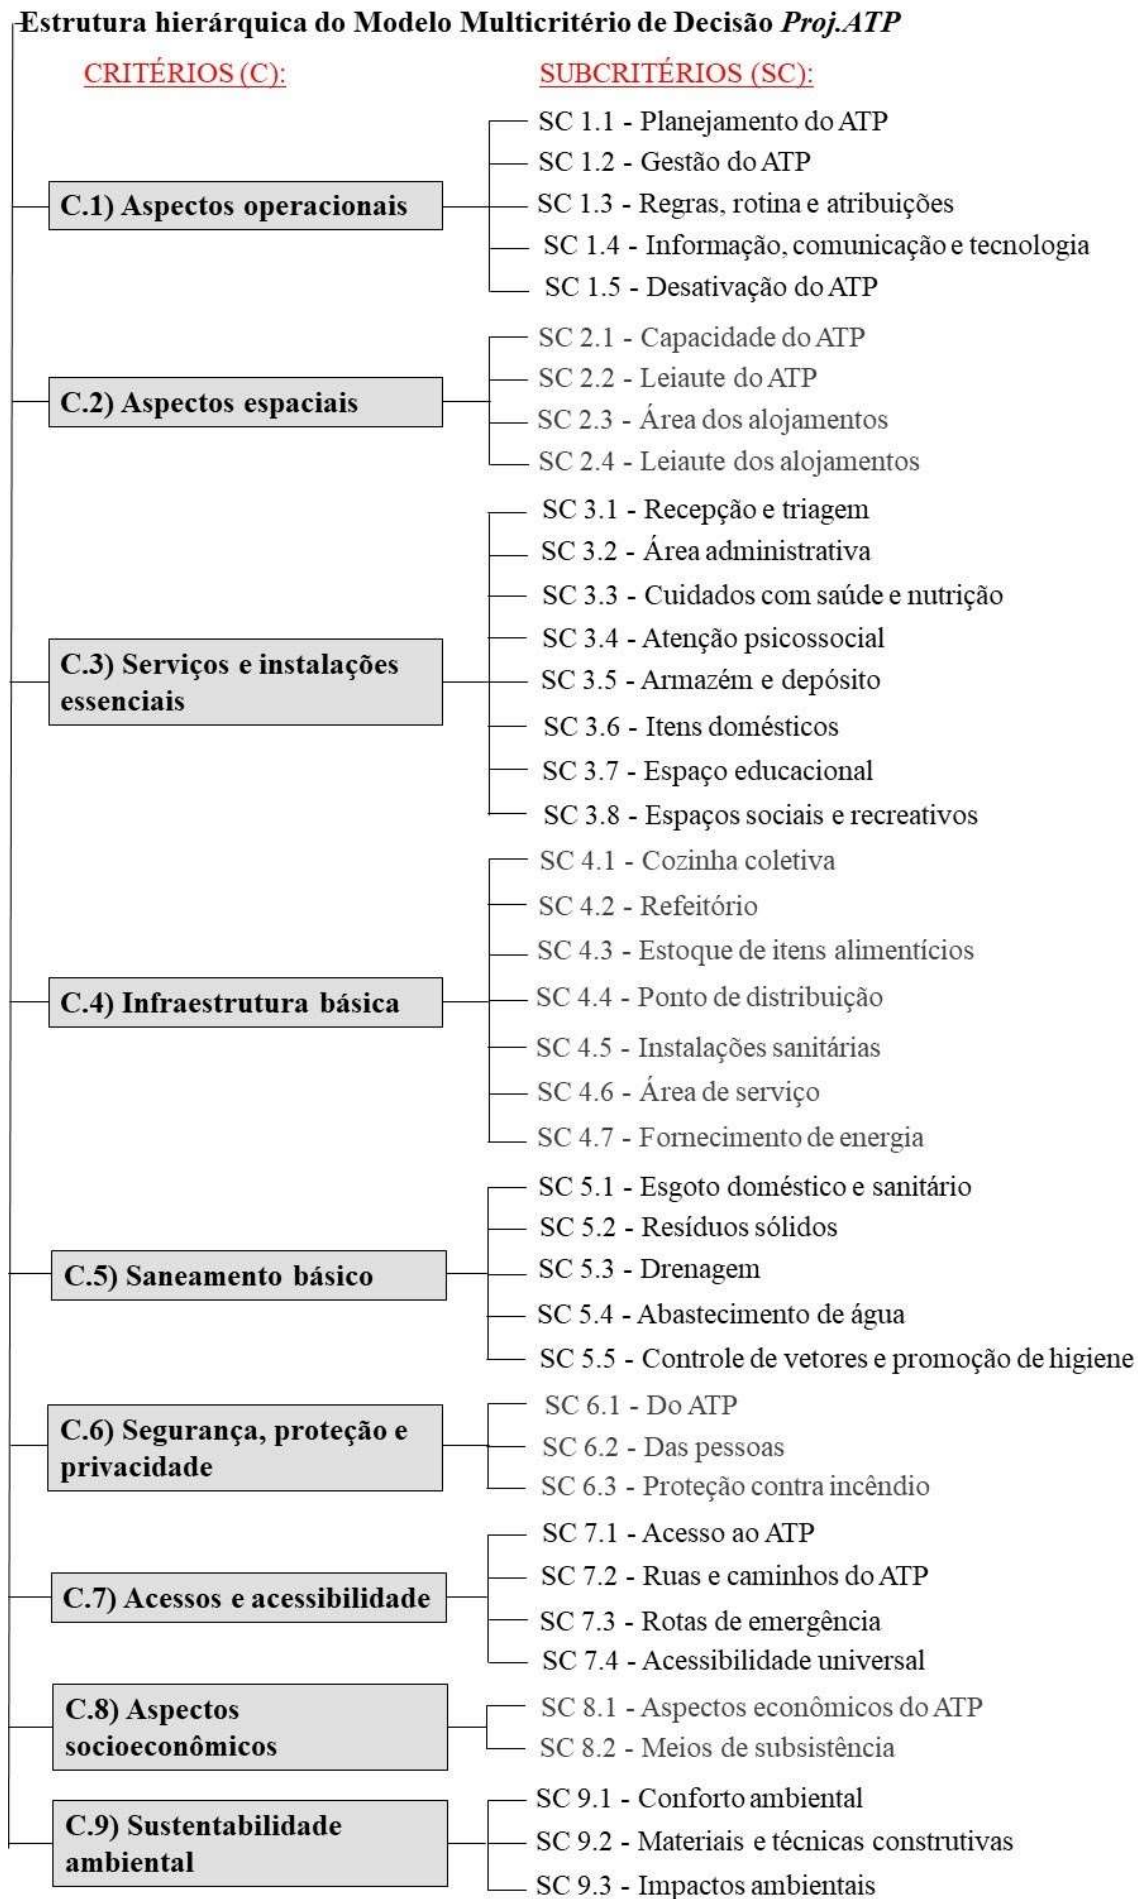 Estrutura hierárquica do Modelo Multicritério de Decisão Proj.ATP
CRITÉRIOS (C):
SUBCRITÉRIOS (SC):
C.1) Aspectos operacionais
SC 1.1 - Planejamento do ATP
SC 1.2 - Gestão do ATP
SC 1.3 - Regras, rotina e atribuições
SC 1.4 - Informação, comunicação e tecnologia
SC 1.5 - Desativação do ATP
C.2) Aspectos espaciais
SC 2.1 - Capacidade do ATP
SC 2.2 - Leiaute do ATP
SC 2.3 - Área dos alojamentos
SC 2.4 - Leiaute dos alojamentos
C.3) Serviços e instalações
essenciais
SC 3.1 - Recepção e triagem
SC 3.2 - Área administrativa
SC 3.3 - Cuidados com saúde e nutrição
SC 3.4 - Atenção psicossocial
SC 3.5 - Armazém e depósito
SC 3.6 - Itens domésticos
SC 3.7 - Espaço educacional
SC 3.8 - Espaços sociais e recreativos
C.4) Infraestrutura básica
SC 4.1 - Cozinha coletiva
SC 4.2 - Refeitório
SC 4.3 - Estoque de itens alimentícios
SC 4.4 - Ponto de distribuição
SC 4.5 - Instalações sanitárias
SC 4.6 - Área de serviço
SC 4.7 - Fornecimento de energia
C.5) Saneamento básico
SC 5.1 - Esgoto doméstico e sanitário
SC 5.2 - Resíduos sólidos
SC 5.3 - Drenagem
SC 5.4 - Abastecimento de água
SC 5.5 - Controle de vetores e promoção de higiene
C.6) Segurança, proteção e
privacidade
SC 6.1 - Do ATP
SC 6.2 - Das pessoas
SC 6.3 - Proteção contra incêndio
C.7) Acessos e acessibilidade
SC 7.1 - Acesso ao ATP
SC 7.2 - Ruas e caminhos do ATP
SC 7.3 - Rotas de emergência
SC 7.4 - Acessibilidade universal
C.8) Aspectos
socioeconômicos
SC 8.1 - Aspectos econômicos do ATP
SC 8.2 - Meios de subsistência
C.9) Sustentabilidade
ambiental
SC 9.1 - Conforto ambiental
SC 9.2 - Materiais e técnicas construtivas
SC 9.3 - Impactos ambientais